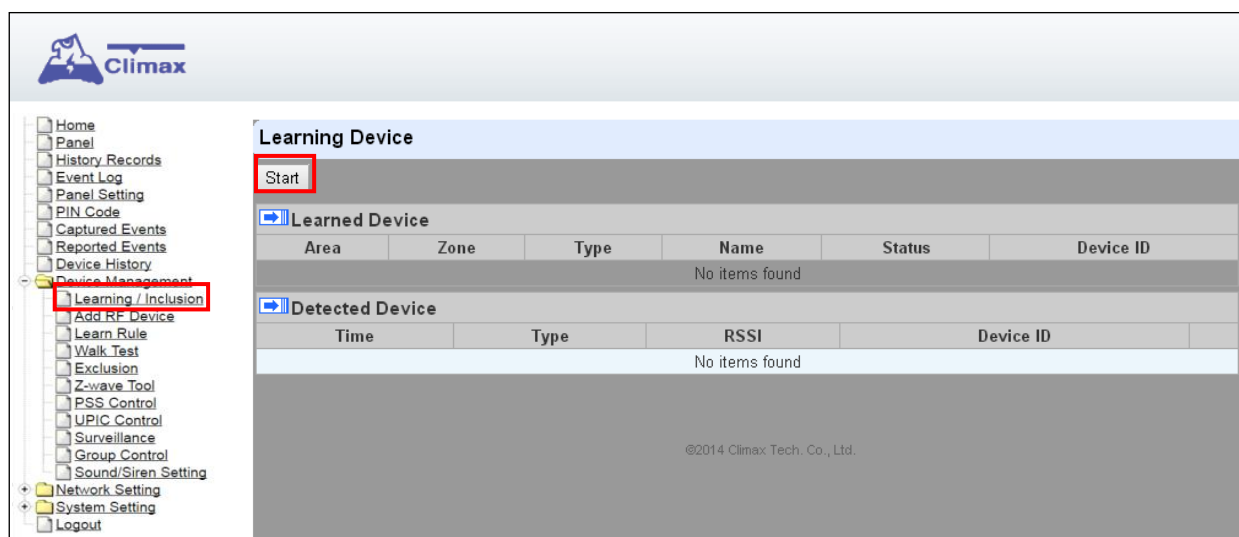 Climax
Home
Panel
History Records
Event Log
Panel Setting
PIN Code
Captured Events
Reported Events
Device History
Device Management
Learning / Inclusion
Add RF Device
Learn Rule
Walk Test
Exclusion
Z-wave Tool
PSS Control
UPIC Control
Surveillance
Group Control
Sound/Siren Setting
Network Setting
System Setting
Logout
Learning Device
Start
Learned Device
Area Zone Type Name Status Device ID
No items found
Detected Device
Time Type RSSI Device ID
No items found
©2014 Climax Tech. Co., Ltd.